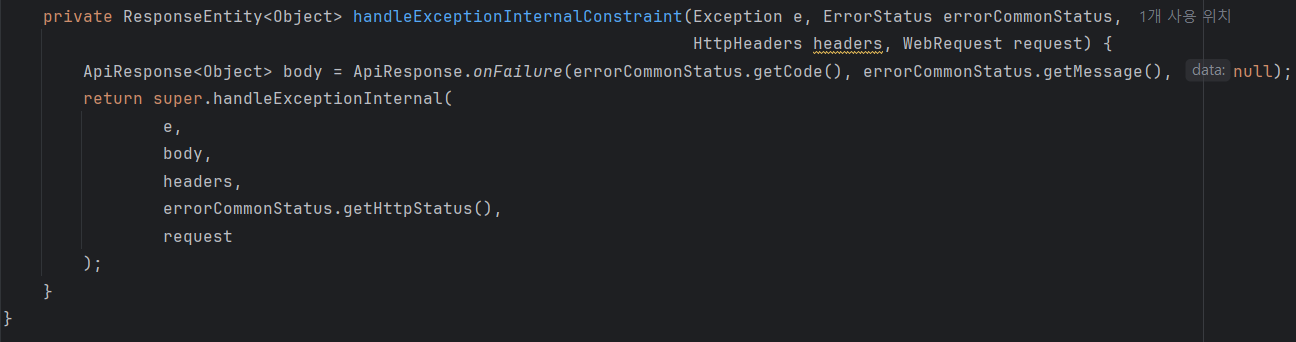 private ResponseEntity<Object> handleExceptionInternalConstraint(Exception e, ErrorStatus errorCommonStatus, 1개 사용 위치
HttpHeaders headers, WebRequest request) {
ApiResponse<Object> body = ApiResponse.onFailure(errorCommonStatus.getCode(), errorCommonStatus.getMessage(), data: null);
return super.handleExceptionInternal(
e,
body,
headers,
errorCommonStatus.getHttpStatus(),
request
);
}
}